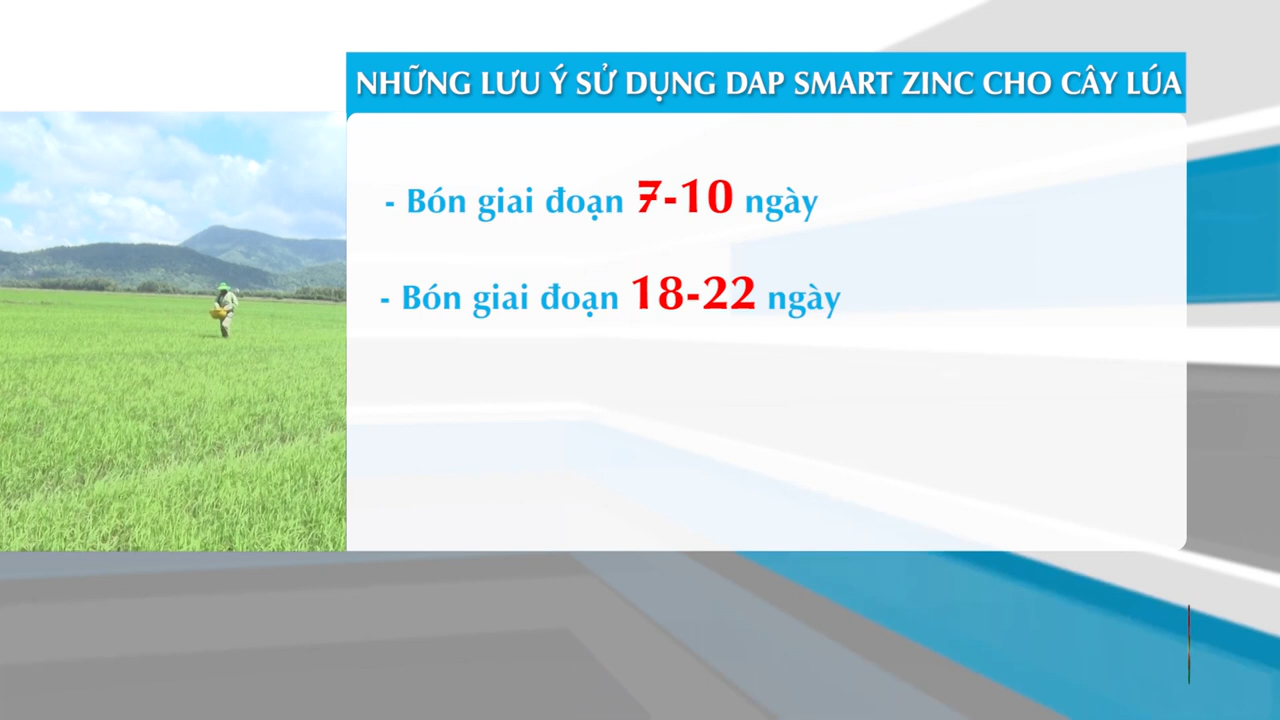 NHỮNG LƯU Ý SỬ DỤNG DAP SMART ZINC CHO CÂY LÚA
- Bón giai đoạn 7-10 ngày
- Bón giai đoạn 18-22 ngày